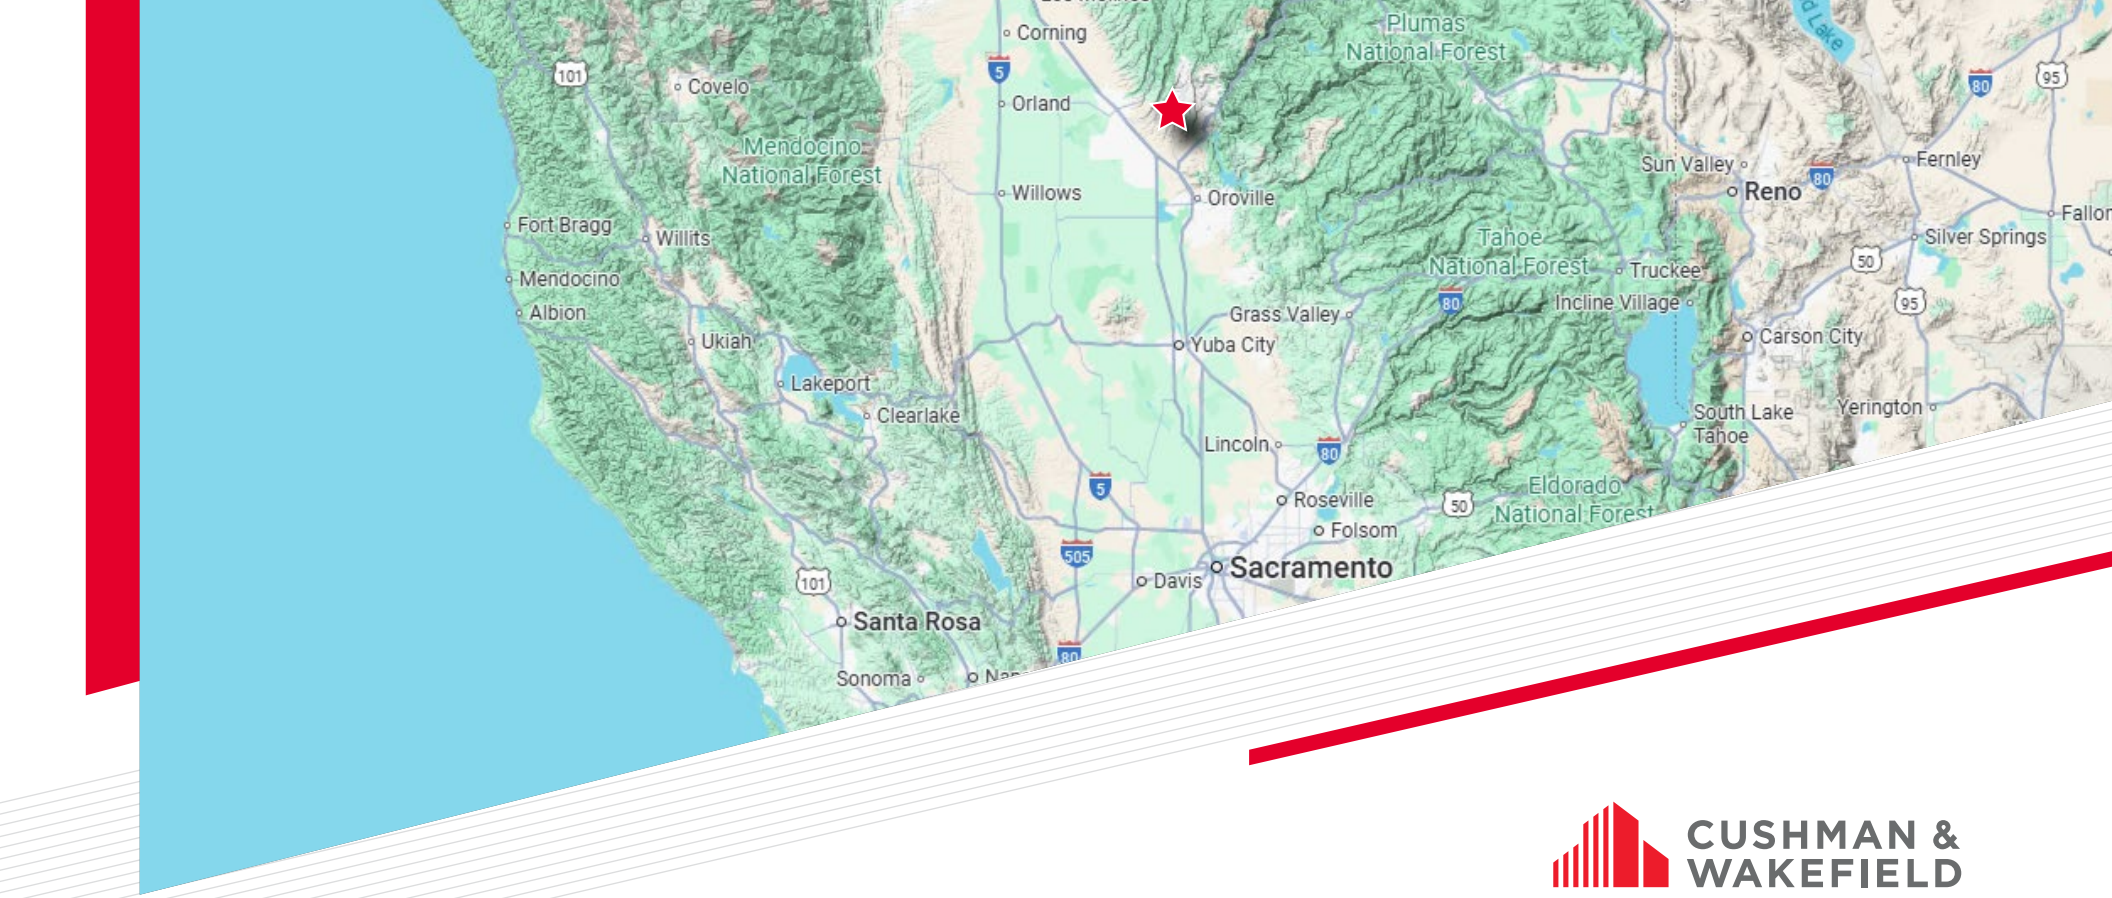 Corning
Plumas
National Forest
Lake
5
101
Covelo
80
95
Orland
Mendocino
National Forest
Sun Valley
Fernley
80
Reno
Willows
Oroville
Fort Bragg
Willits
Tahoe
National Forest
Silver Springs
Truckee
50
Mendocino
80
Incline Village
95
Albion
Grass Valley
Ukiah
Yuba City
Carson City
Lakeport
Clearlake
South Lake
Tahoe
Yerington
Lincoln
80
5
Roseville
50
Eldorado
National Forest
Folsom
505
Sacramento
101
Davis
Santa Rosa
80
Sonoma
CUSHMAN &
WAKEFIELD